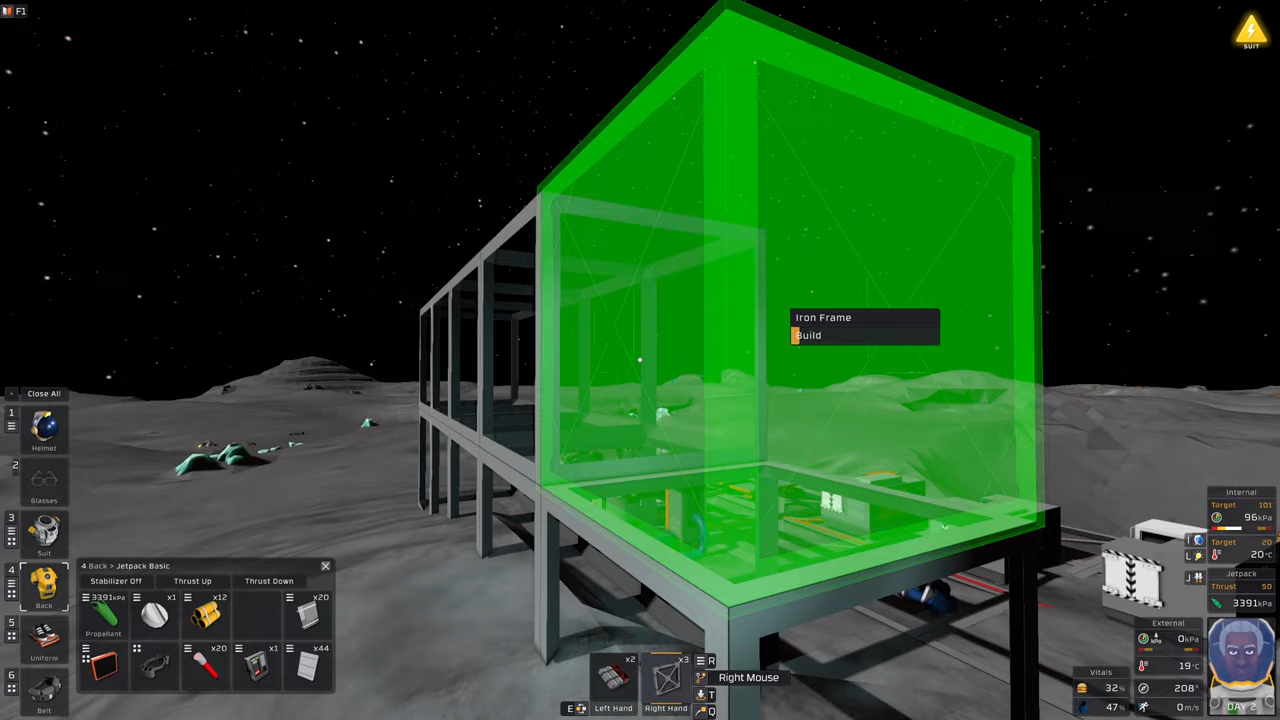 F1
SUIT
Iron Frame
Build
- Close All
1
Helmet
2
Glasses
3
Suit
4
Back
5
Uniform
6
Belt
4 Back > Jetpack Basic
Stabilizer Off Thrust Up Thrust Down
3391kPa x1 x12 x20
Propellant
x20 x1 x44
x2 x3 R
Right Mouse
T
E Left Hand Right Hand Q
Internal
Target 101
96kPa
Target 20
20°C
I
L
J
Jetpack
Thrust 50
3391kPa
External
kPa 0kPa
19°C
208°
0m/s
Vitals
32%
47%
DAY 2